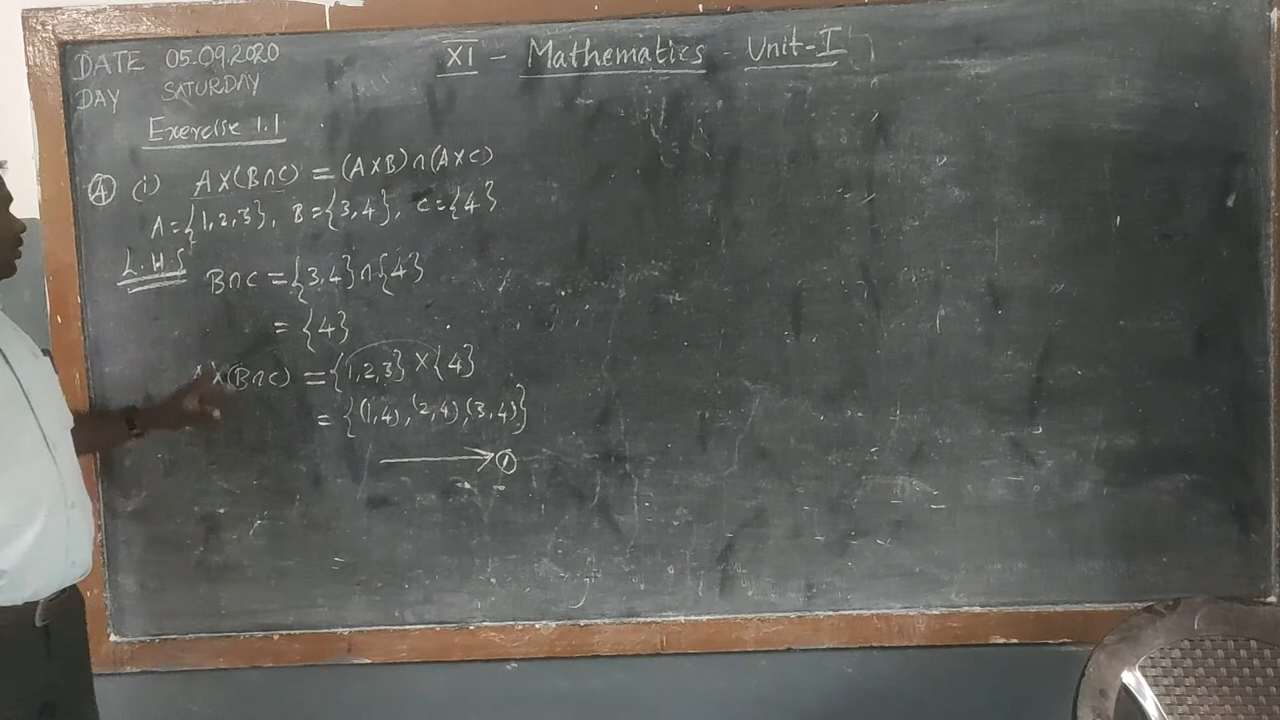 DATE 05.09.2020
DAY SATURDAY
XI - Mathematics - Unit-I
Exercise 1.1
④ (i) A×(B∩C) = (A×B)∩(A×C)
A={1,2,3}, B={3,4}, C={4}
L.H.S
B∩C = {3,4}∩{4}
= {4}
A×(B∩C) = {1,2,3}×{4}
= {(1,4),(2,4),(3,4)}
→①